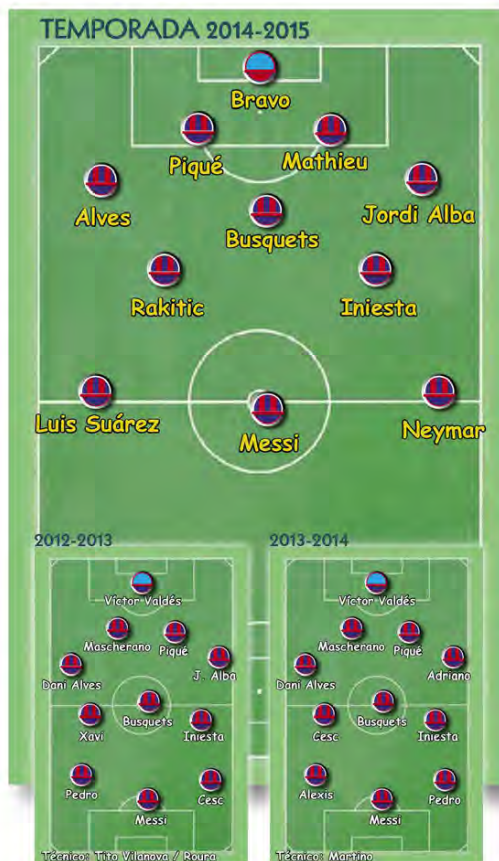 TEMPORADA 2014-2015
Bravo
Piqué
Mathieu
Alves
Busquets
Jordi Alba
Rakitic
Iniesta
Luis Suárez
Messi
Neymar
2012-2013
Víctor Valdés
Mascherano
Piqué
Dani Alves
J. Alba
Busquets
Xavi
Iniesta
Pedro
Cesc
Messi
Técnico: Tito Vilanova / Roura
2013-2014
Víctor Valdés
Mascherano
Piqué
Dani Alves
Adriano
Busquets
Cesc
Iniesta
Alexis
Pedro
Messi
Técnico: Martino